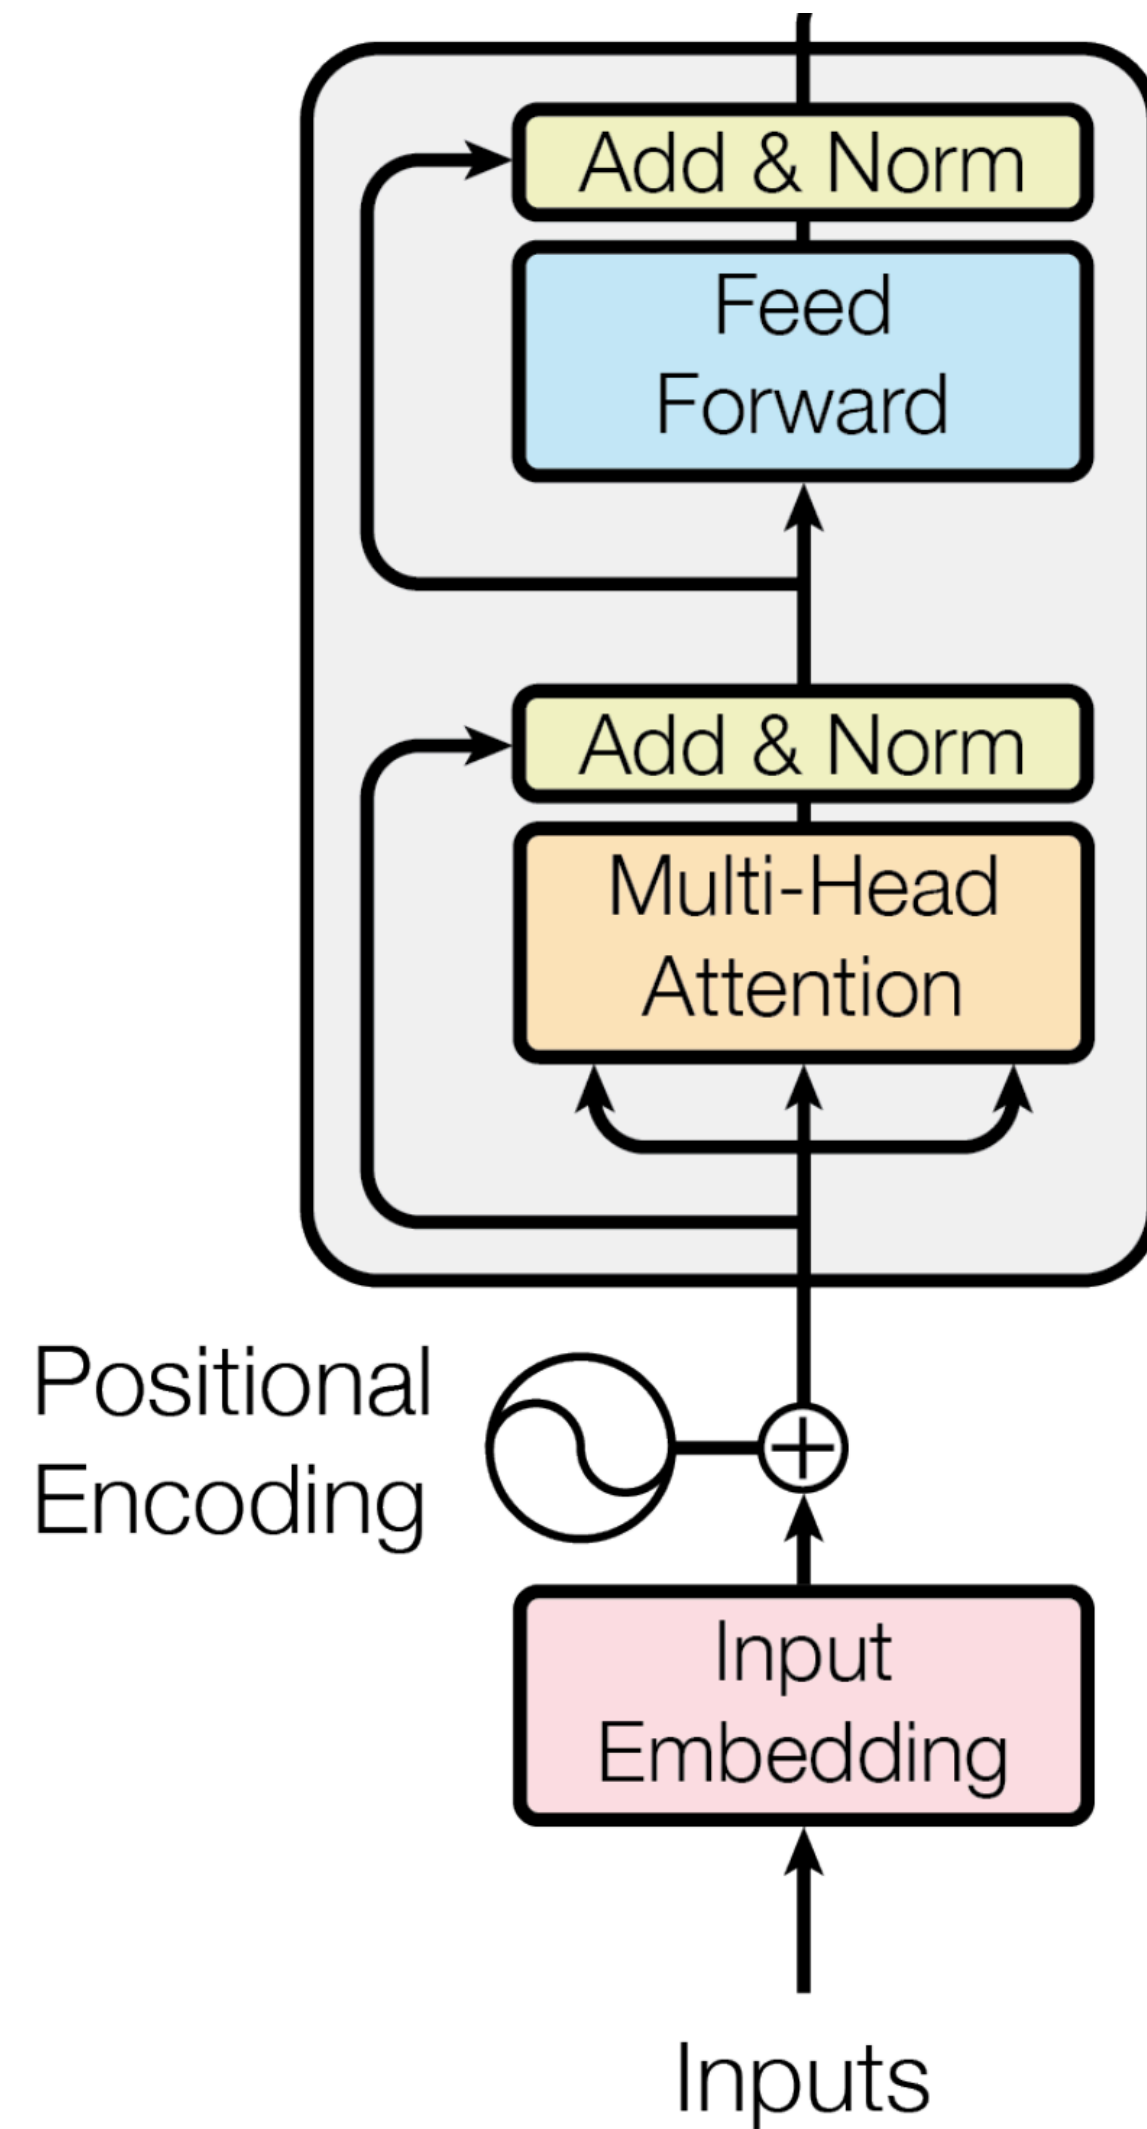 Add & Norm
Feed
Forward
Add & Norm
Multi-Head
Attention
Positional
Encoding
Input
Embedding
Inputs